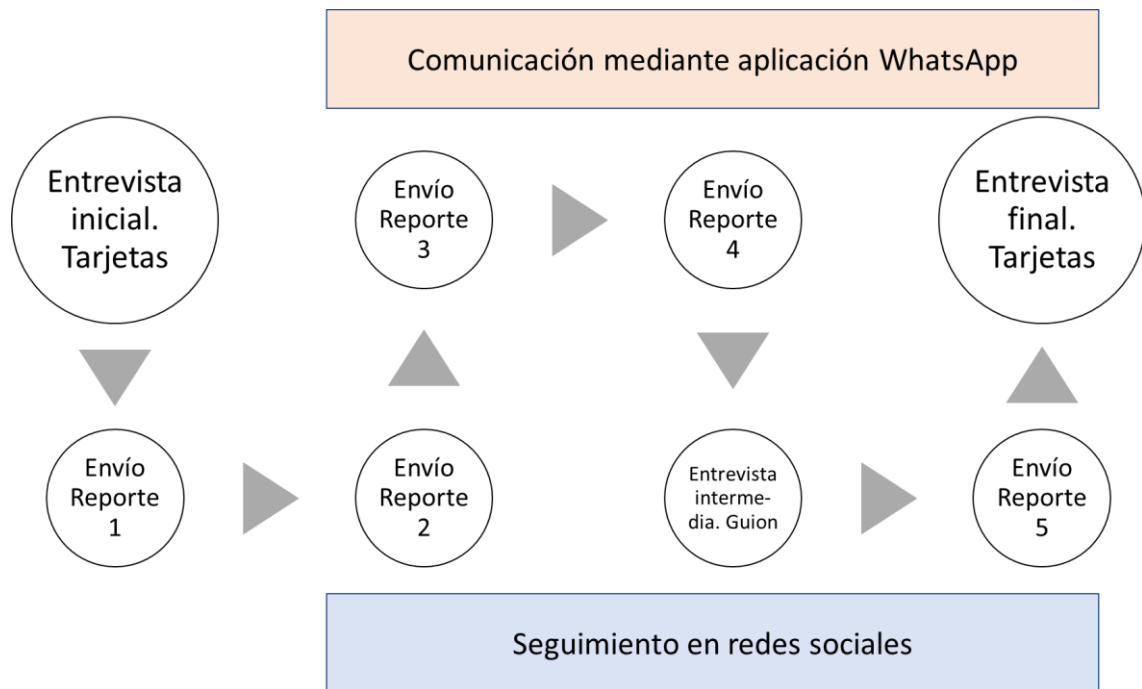 Comunicación mediante aplicación WhatsApp
Entrevista
inicial.
Tarjetas
Envío
Reporte
1
Envío
Reporte
2
Envío
Reporte
3
Envío
Reporte
4
Entrevista
interme-
dia. Guion
Envío
Reporte
5
Entrevista
final.
Tarjetas
Seguimiento en redes sociales